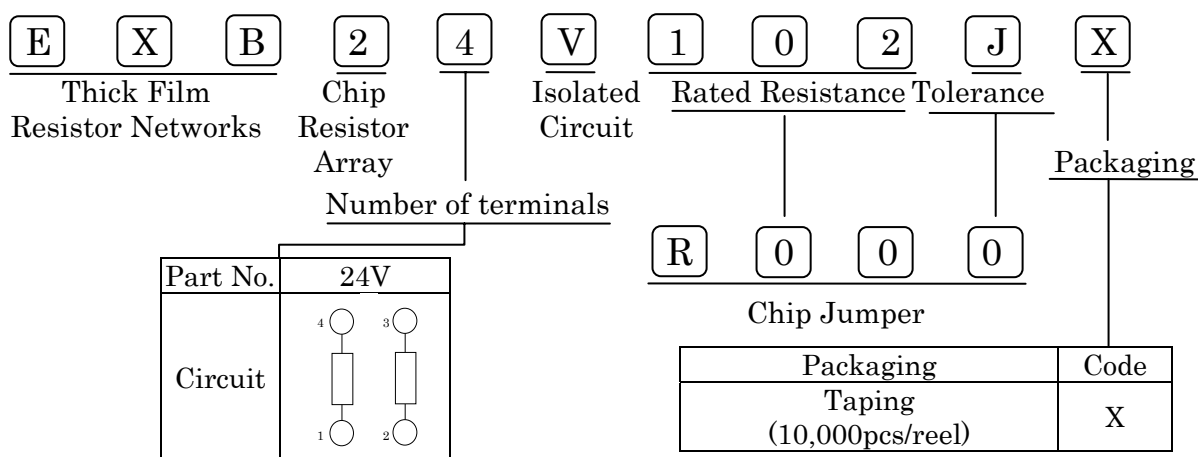 E X B 2 4 V 1 0 2 J X
Thick Film Chip Isolated Rated Resistance Tolerance
Resistor Networks Resistor Circuit
Array Packaging
Number of terminals
R 0 0 0
Part No. 24V
Chip Jumper
4 3
Packaging Code
Circuit
Taping X
(10,000pcs/reel)
1 2